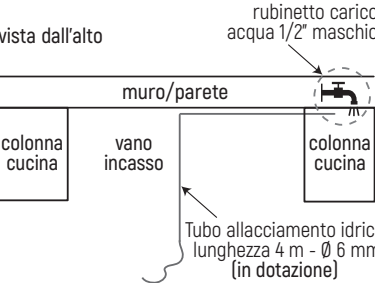 rubinetto carico
acqua 1/2" maschio
vista dall'alto
muro/parete
colonna
cucina
vano
incasso
colonna
cucina
Tubo allacciamento idric
lunghezza 4 m - Ø 6 mm
(in dotazione)